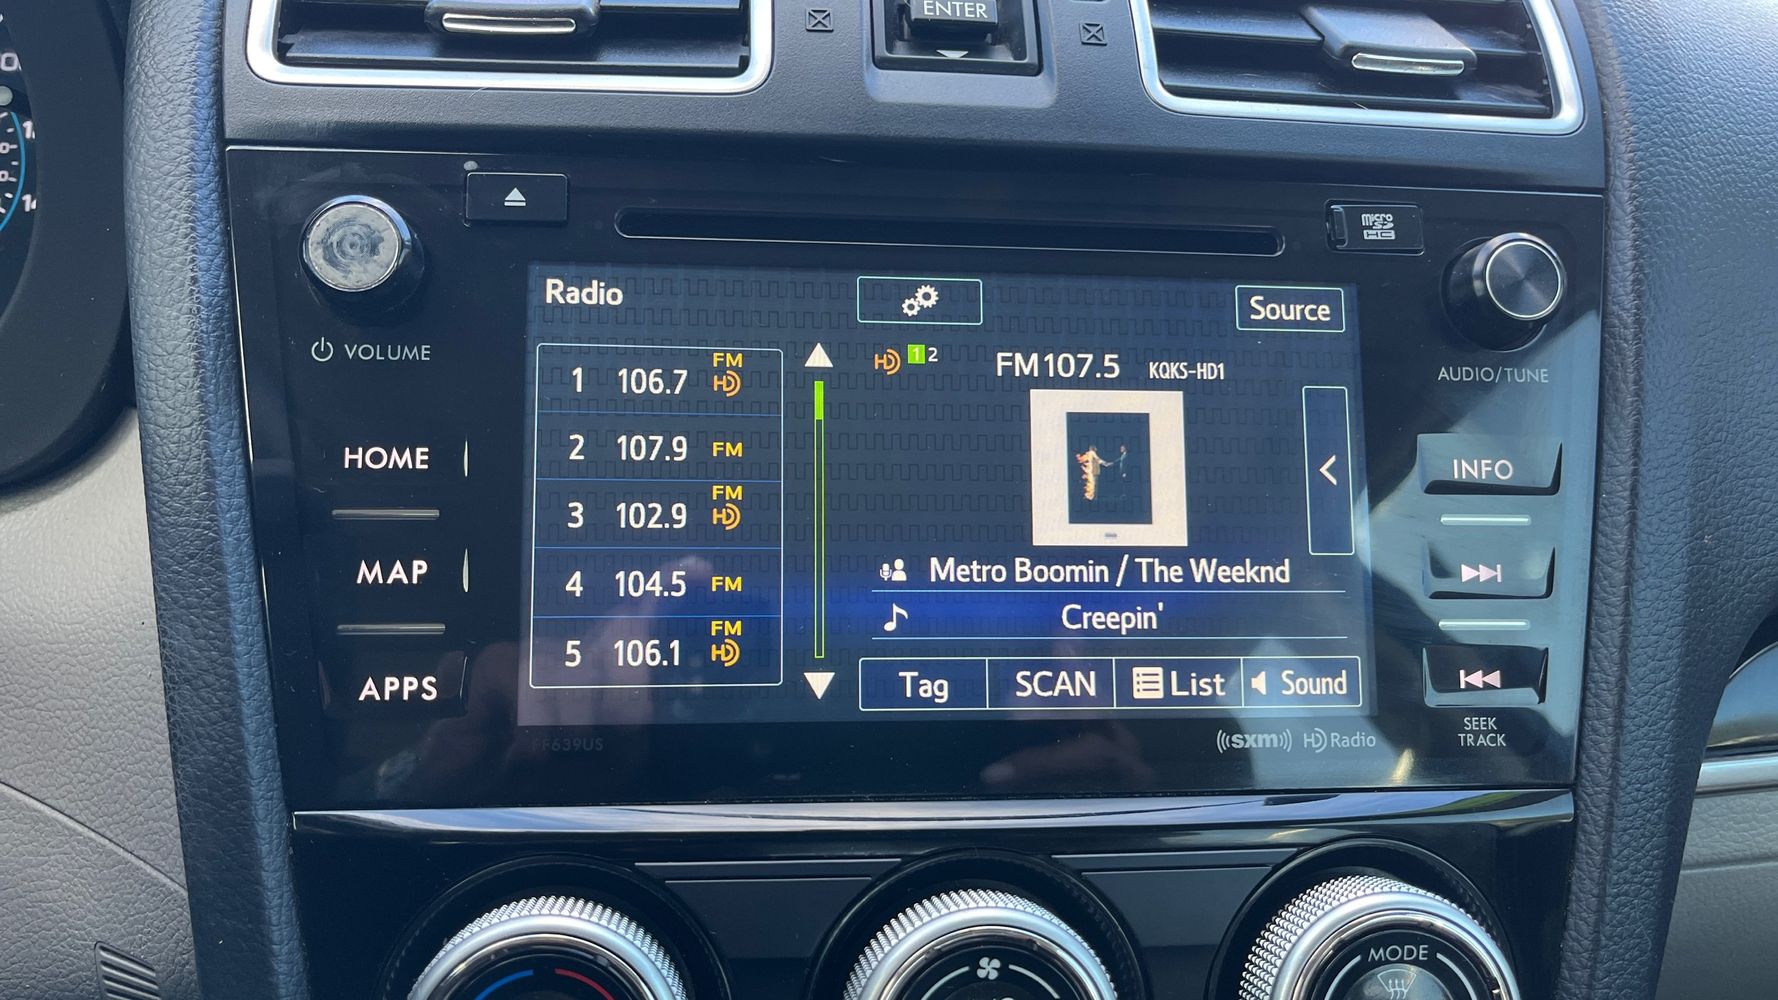 ENTER
micro
SD
HC
VOLUME
AUDIO/TUNE
HOME
MAP
APPS
INFO
SEEK
TRACK
Radio
Source
1 106.7 FM HD
2 107.9 FM
3 102.9 FM HD
4 104.5 FM
5 106.1 FM HD
HD 1 2
FM107.5 KQKS-HD1
Metro Boomin / The Weeknd
Creepin'
Tag SCAN List Sound
FF639US
((sxm)) HD Radio
MODE